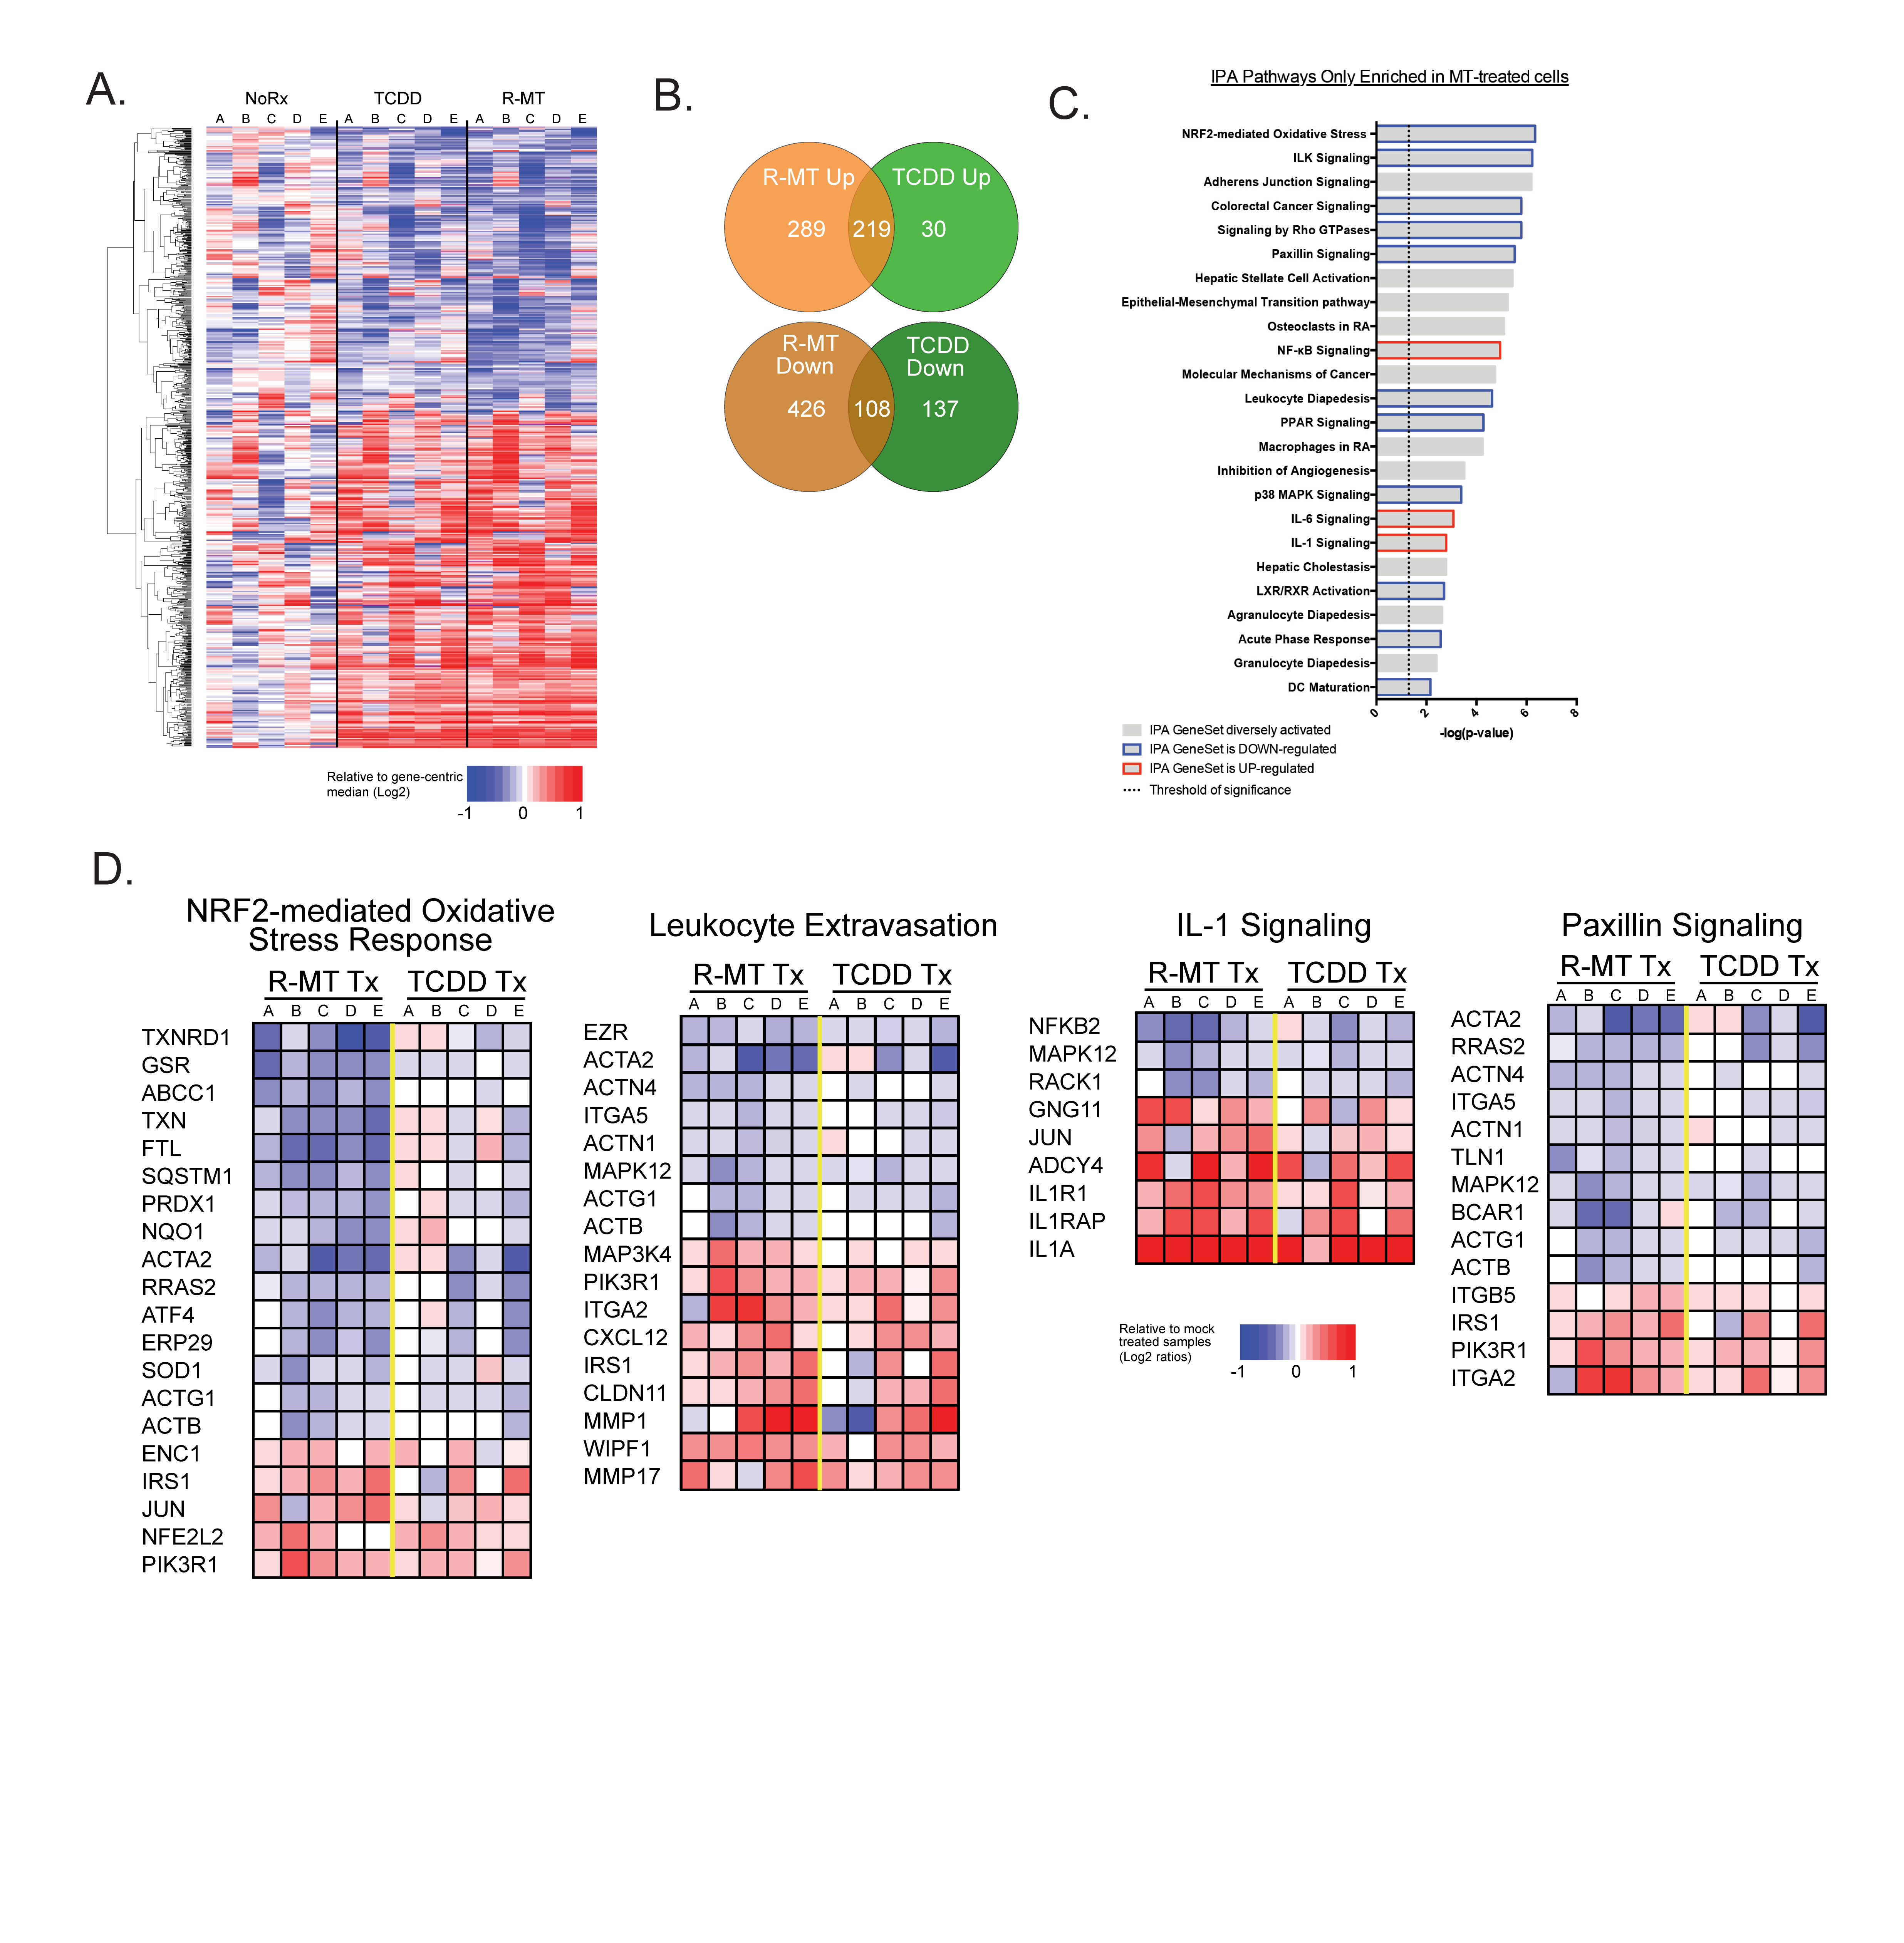 A.
NoRx TCDD R-MT
A B C D E A B C D E A B C D E
Relative to gene-centric
median (Log2)
-1 0 1
B.
R-MT Up TCDD Up
289 219 30
R-MT
Down
TCDD
Down
426 108 137
C.
IPA Pathways Only Enriched in MT-treated cells
NRF2-mediated Oxidative Stress
ILK Signaling
Adherens Junction Signaling
Colorectal Cancer Signaling
Signaling by Rho GTPases
Paxillin Signaling
Hepatic Stellate Cell Activation
Epithelial-Mesenchymal Transition pathway
Osteoclasts in RA
NF-κB Signaling
Molecular Mechanisms of Cancer
Leukocyte Diapedesis
PPAR Signaling
Macrophages in RA
Inhibition of Angiogenesis
p38 MAPK Signaling
IL-6 Signaling
IL-1 Signaling
Hepatic Cholestasis
LXR/RXR Activation
Agranulocyte Diapedesis
Acute Phase Response
Granulocyte Diapedesis
DC Maturation
0 2 4 6 8
-log(p-value)
IPA GeneSet diversely activated
IPA GeneSet is DOWN-regulated
IPA GeneSet is UP-regulated
Threshold of significance
D.
NRF2-mediated Oxidative
Stress Response
R-MT Tx TCDD Tx
A B C D E A B C D E
TXNRD1
GSR
ABCC1
TXN
FTL
SQSTM1
PRDX1
NQO1
ACTA2
RRAS2
ATF4
ERP29
SOD1
ACTG1
ACTB
ENC1
IRS1
JUN
NFE2L2
PIK3R1
Leukocyte Extravasation
R-MT Tx TCDD Tx
A B C D E A B C D E
EZR
ACTA2
ACTN4
ITGA5
ACTN1
MAPK12
ACTG1
ACTB
MAP3K4
PIK3R1
ITGA2
CXCL12
IRS1
CLDN11
MMP1
WIPF1
MMP17
IL-1 Signaling
R-MT Tx TCDD Tx
A B C D E A B C D E
NFKB2
MAPK12
RACK1
GNG11
JUN
ADCY4
IL1R1
IL1RAP
IL1A
Relative to mock
treated samples
(Log2 ratios)
-1 0 1
Paxillin Signaling
R-MT Tx TCDD Tx
A B C D E A B C D E
ACTA2
RRAS2
ACTN4
ITGA5
ACTN1
TLN1
MAPK12
BCAR1
ACTG1
ACTB
ITGB5
IRS1
PIK3R1
ITGA2